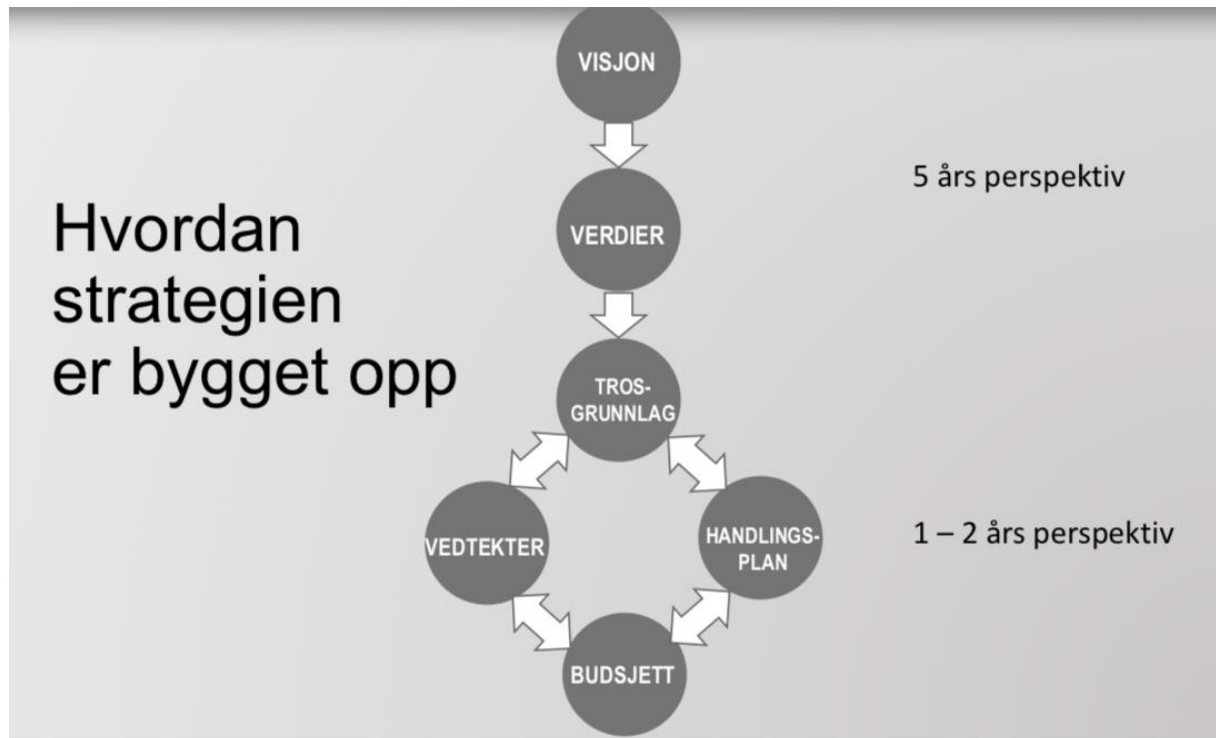 Hvordan
strategien
er bygget opp
VISJON
VERDIER
TROS-
GRUNNLAG
VEDTEKTER
HANDLINGS-
PLAN
BUDSJETT
5 års perspektiv
1 – 2 års perspektiv